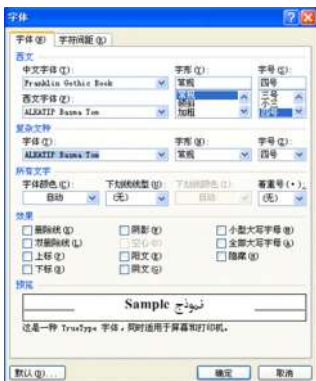 字体
字体(N) 字符间距(R)
西文
中文字体(T): 字形(Y): 字号(S):
Franklin Gothic Book 常规 四号
西文字体(F): 常规 三号
ALKATIP Basma Tom 倾斜 小三
加粗 四号
复杂文种
字体(T): 字形(N): 字号(Z):
ALKATIP Basma Tom 常规 四号
所有文字
字体颜色(C): 下划线线型(U): 下划线颜色(I): 着重号(·):
自动 (无) 自动 (无)
效果
删除线(K) 阴影(W) 小型大写字母(M)
双删除线(L) 空心(O) 全部大写字母(A)
上标(P) 阳文(E) 隐藏(H)
下标(B) 阴文(G)
预览
Sample نموذج
这是一种 TrueType 字体，同时适用于屏幕和打印机。
默认(D)... 确定 取消